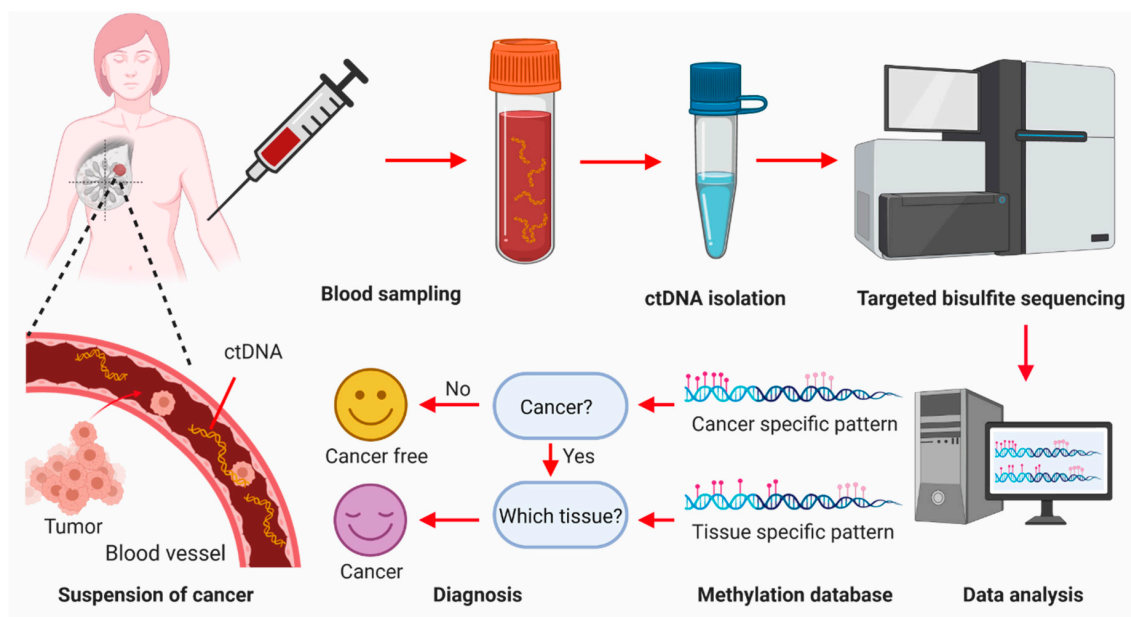 Blood sampling
ctDNA isolation
Targeted bisulfite sequencing
ctDNA
Tumor
Blood vessel
No
Cancer?
Cancer free
Yes
Which tissue?
Cancer
Cancer specific pattern
Tissue specific pattern
Suspension of cancer
Diagnosis
Methylation database
Data analysis